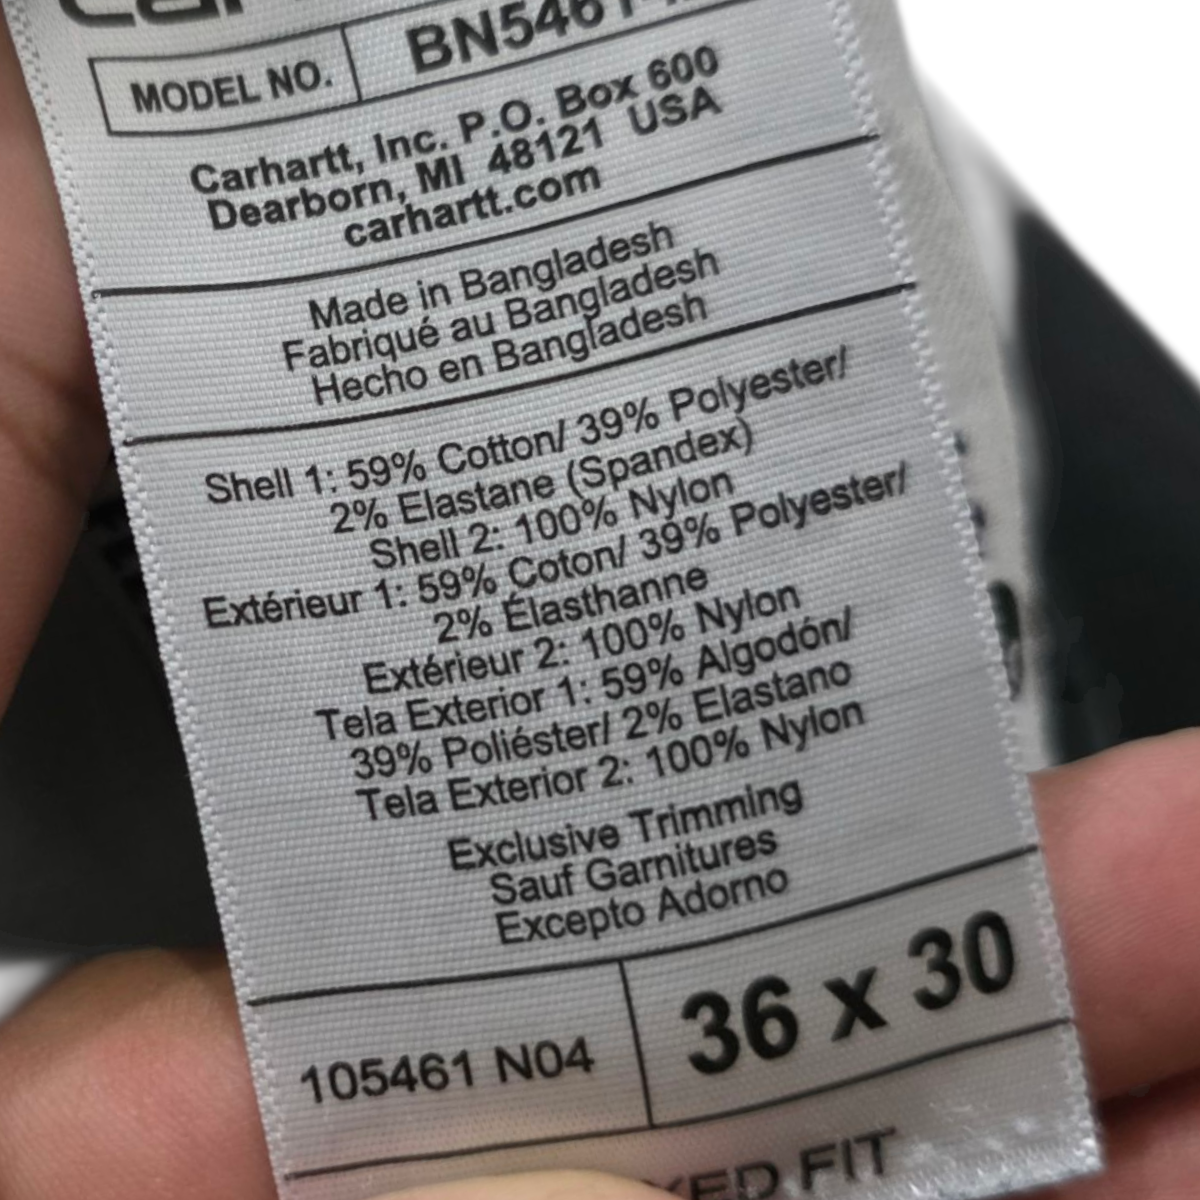 MODEL NO.
Carhartt, Inc. P.O. Box 600
Dearborn, MI 48121 USA
carhartt.com
Made in Bangladesh
Fabriqué au Bangladesh
Hecho en Bangladesh
Shell 1: 59% Cotton/ 39% Polyester/
2% Elastane (Spandex)
Shell 2: 100% Nylon
Extérieur 1: 59% Coton/ 39% Polyester/
2% Élasthanne
Extérieur 2: 100% Nylon
Tela Exterior 1: 59% Algodón/
39% Poliéster/ 2% Elastano
Tela Exterior 2: 100% Nylon
Exclusive Trimming
Sauf Garnitures
Excepto Adorno
105461 N04
36 x 30
FIT